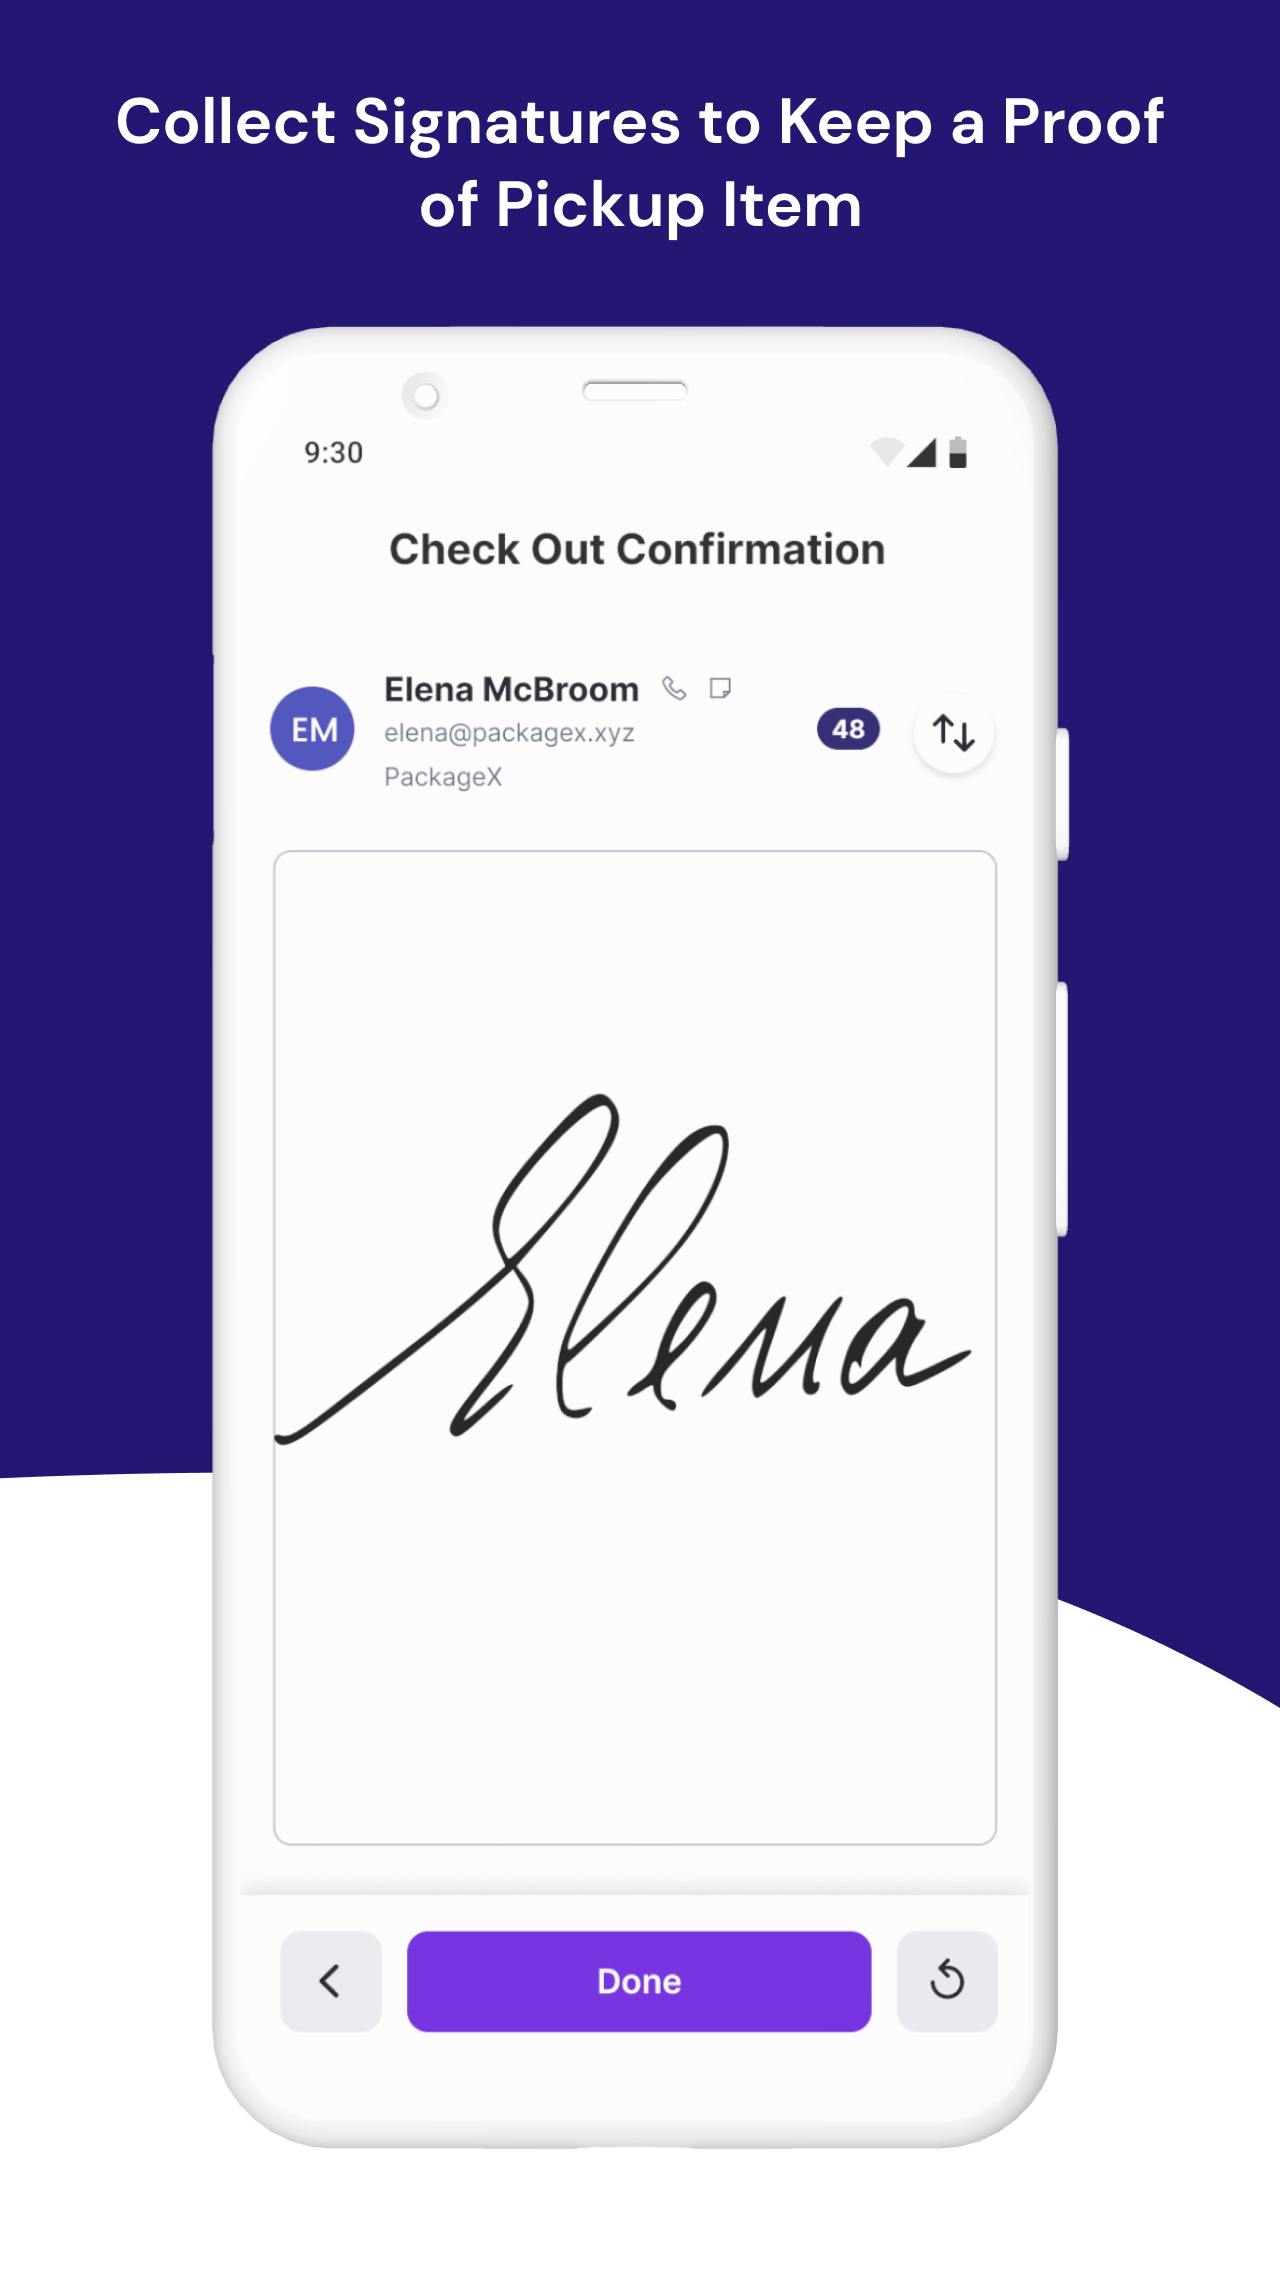 Collect Signatures to Keep a Proof
of Pickup Item
9:30
Check Out Confirmation
EM
Elena McBroom
elena@packagex.xyz
PackageX
48
Elena
Done